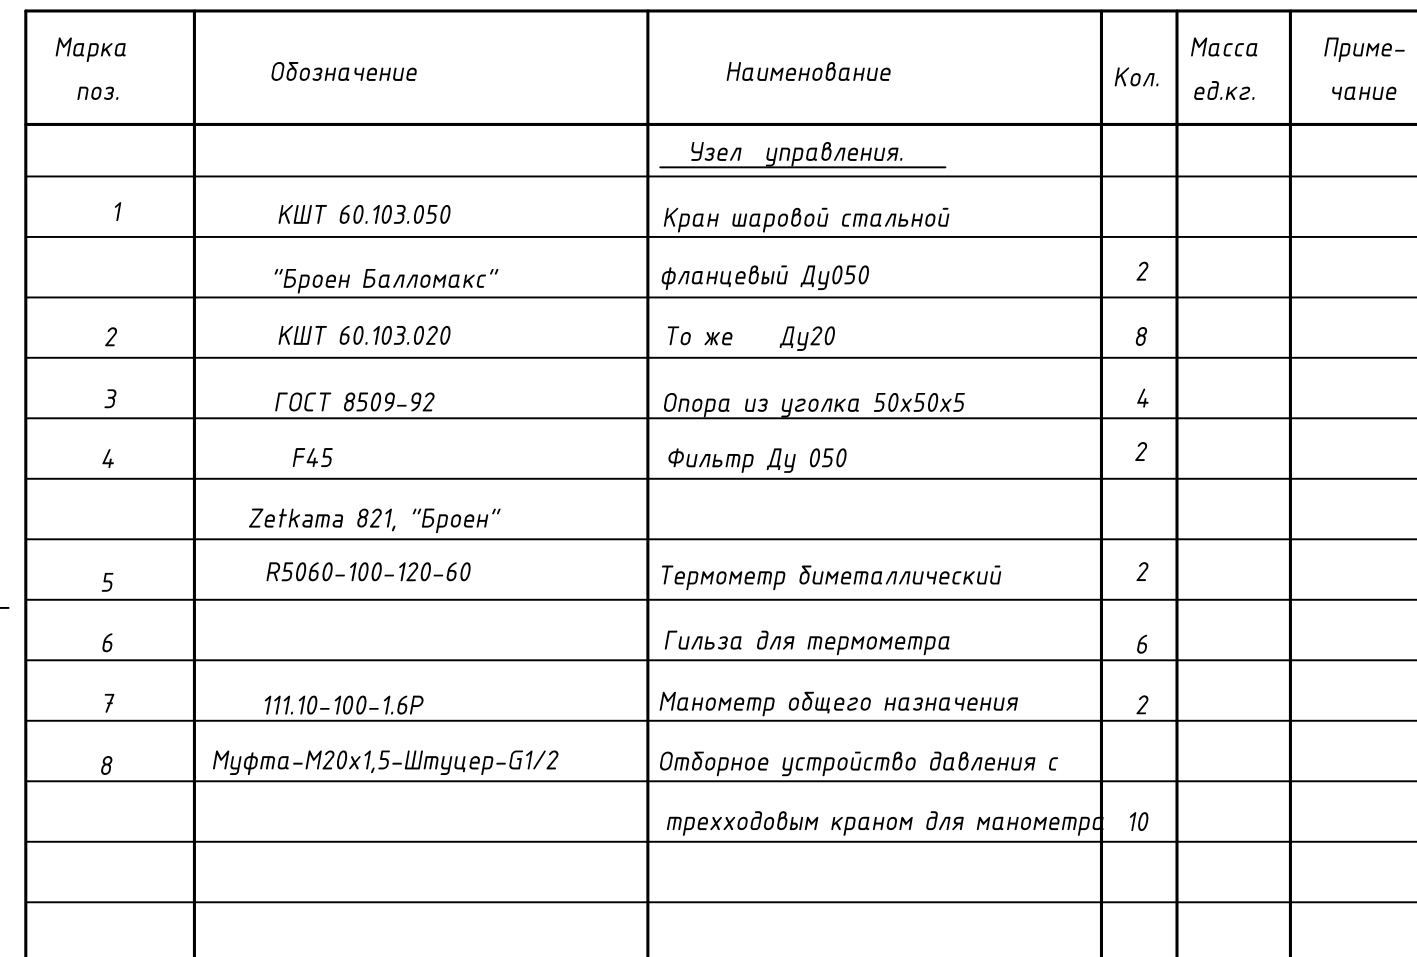 Марка поз. Обозначение Наименование Кол. Масса ед.кг. Приме-чание
Узел управления.
1 КШТ 60.103.050 Кран шаровой стальной
"Броен Балломакс" фланцевый Ду050 2
2 КШТ 60.103.020 То же Ду20 8
3 ГОСТ 8509-92 Опора из уголка 50х50х5 4
4 F45 Фильтр Ду 050 2
Zetkama 821, "Броен"
5 R5060-100-120-60 Термометр биметаллический 2
6 Гильза для термометра 6
7 111.10-100-1.6Р Манометр общего назначения 2
8 Муфта-М20х1,5-Штуцер-G1/2 Отборное устройство давления с
трехходовым краном для манометра 10